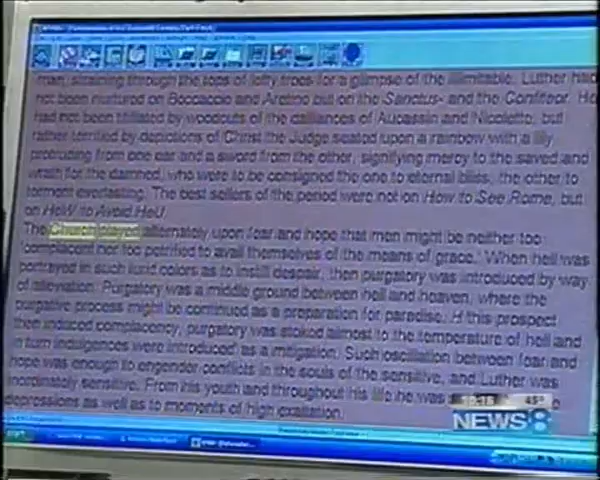 man, straining through the tops of lofty trees for a glimpse of the illimitable. Luther had
not been nurtured on Boccaccio and Aretino but on the Sanctus- and the Confiteor. He
had not been titillated by woodcuts of the dalliances of Aucassin and Nicolette, but
rather terrified by depictions of Christ the Judge seated upon a rainbow with a lily
protruding from one ear and a sword from the other, signifying mercy to the saved and
wrath for the damned, who were to be consigned the one to eternal bliss, the other to
torment everlasting. The best sellers of the period were not on How to See Rome, but
on HoW to Avoid HeU.
The Church played alternately upon fear and hope that men might be neither too
'complacent nor too petrified to avail themselves of the means of grace.' When hell was
portrayed in such lurid colors as to instill despair, then purgatory was introduced by way
of alleviation. Purgatory was a middle ground between hell and heaven, where the
purgative process might be continued as a preparation for paradise. H this prospect
then induced complacency, purgatory was stoked almost to the temperature of hell and
in turn indulgences were introduced as a mitigation. Such oscillation between fear and
hope was enough to engender conflicts in the souls of the sensitive, and Luther was
inordinately sensitive. From his youth and throughout his life he was
depressions as well as to moments of high exaltation.
45°
NEWS 8